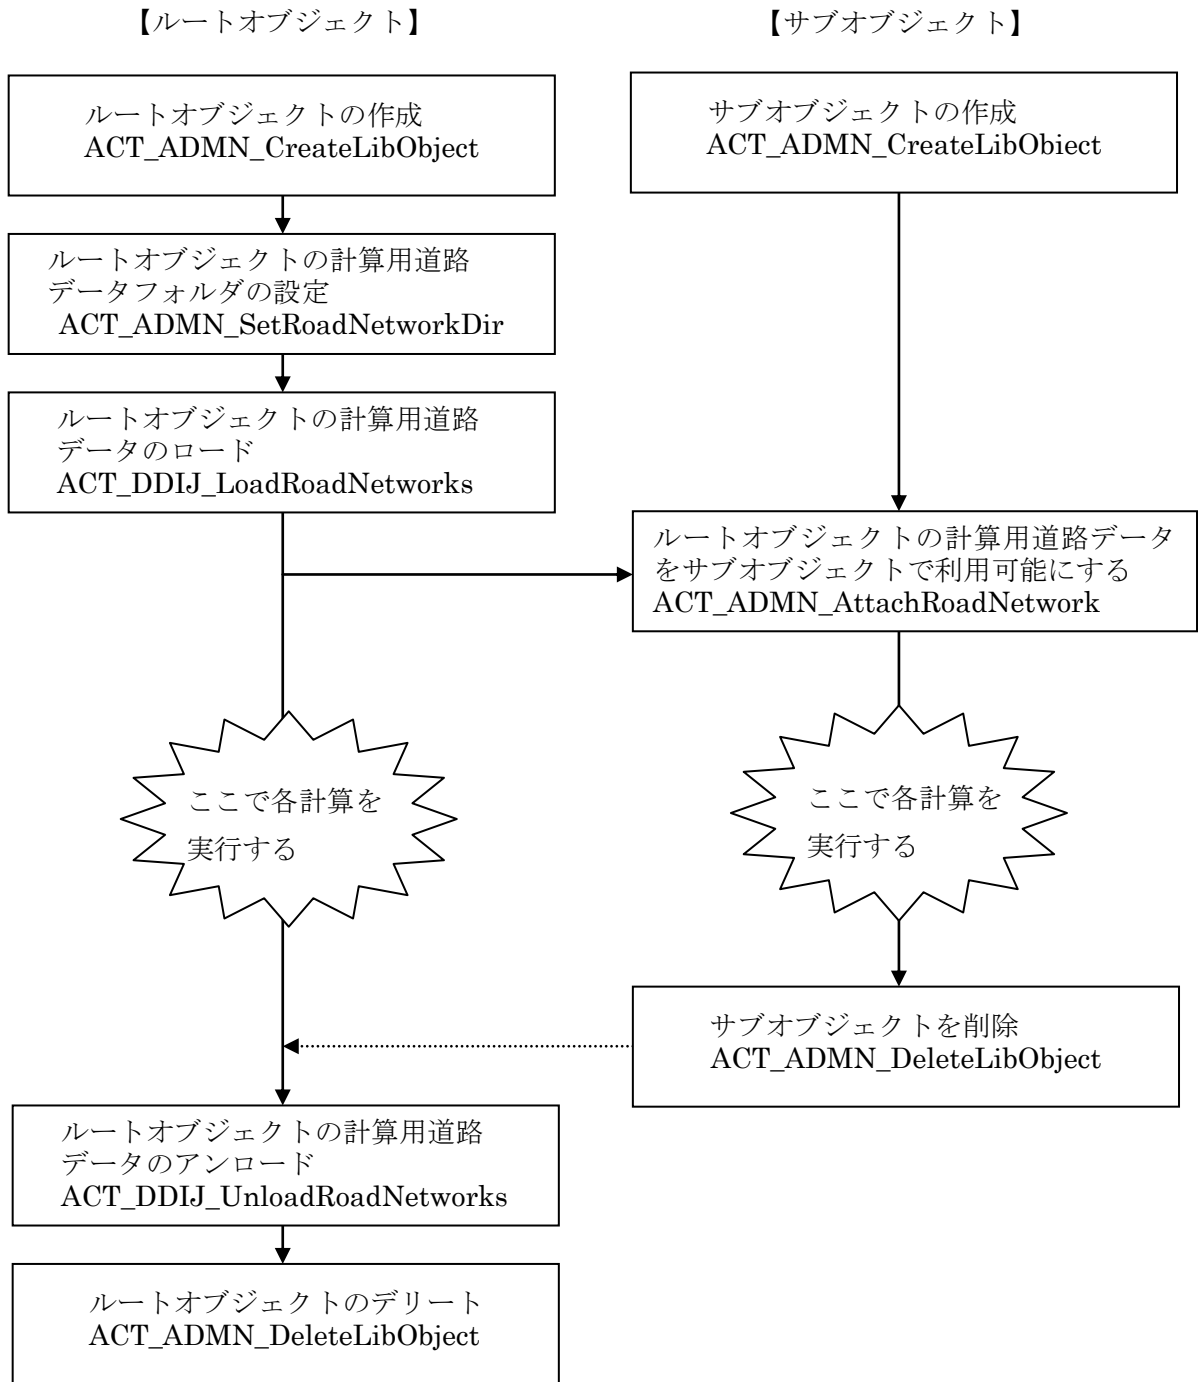 【ルートオブジェクト】
【サブオブジェクト】
ルートオブジェクトの作成
ACT_ADMN_CreateLibObject
サブオブジェクトの作成
ACT_ADMN_CreateLibObiect
ルートオブジェクトの計算用道路
データフォルダの設定
ACT_ADMN_SetRoadNetworkDir
ルートオブジェクトの計算用道路
データのロード
ACT_DDIJ_LoadRoadNetworks
ルートオブジェクトの計算用道路データ
をサブオブジェクトで利用可能にする
ACT_ADMN_AttachRoadNetwork
ここで各計算を
実行する
ここで各計算を
実行する
サブオブジェクトを削除
ACT_ADMN_DeleteLibObject
ルートオブジェクトの計算用道路
データのアンロード
ACT_DDIJ_UnloadRoadNetworks
ルートオブジェクトのデリート
ACT_ADMN_DeleteLibObject